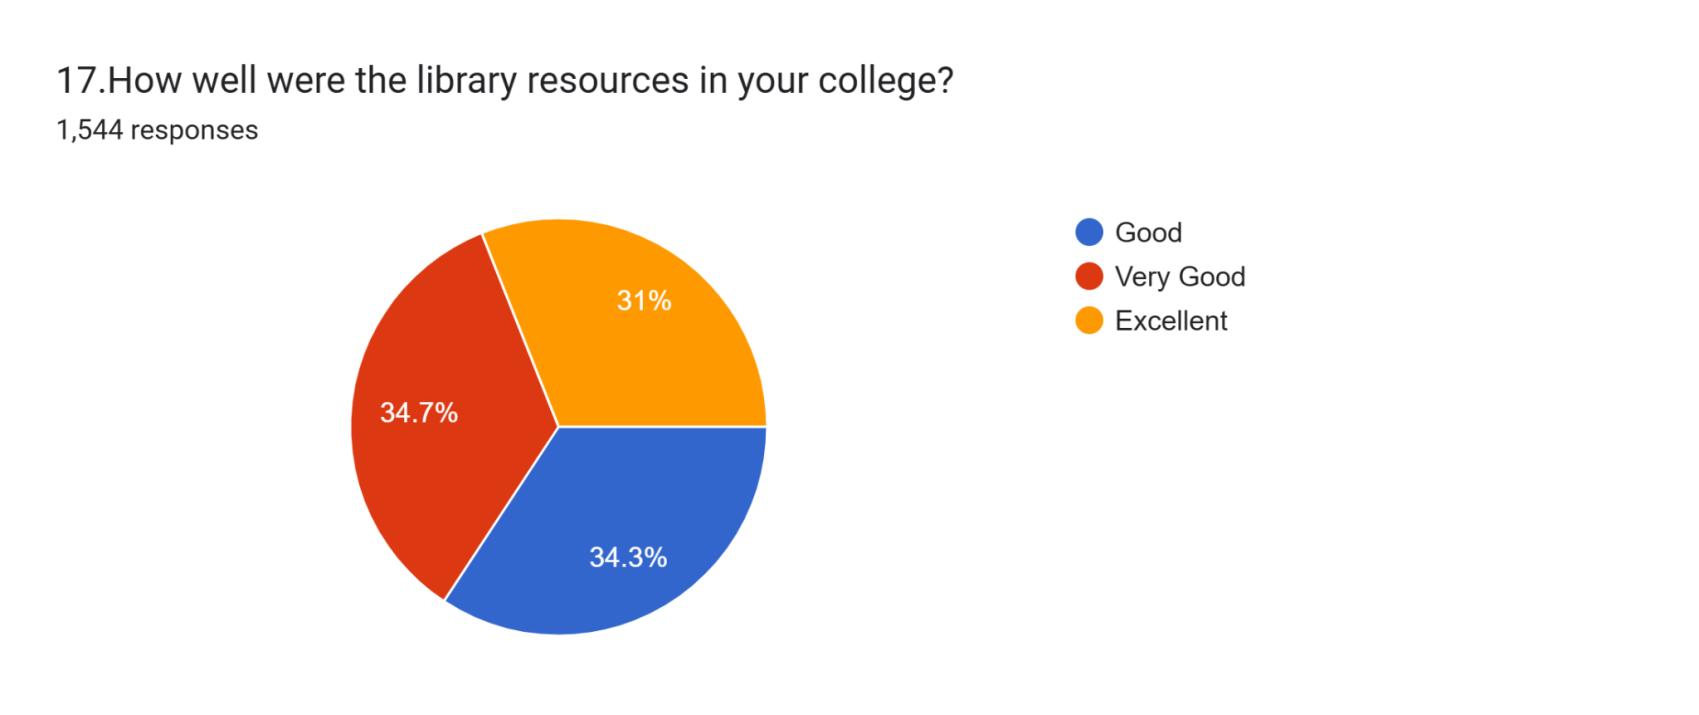 17.How well were the library resources in your college?
1,544 responses
Good
Very Good
Excellent
31%
34.7%
34.3%